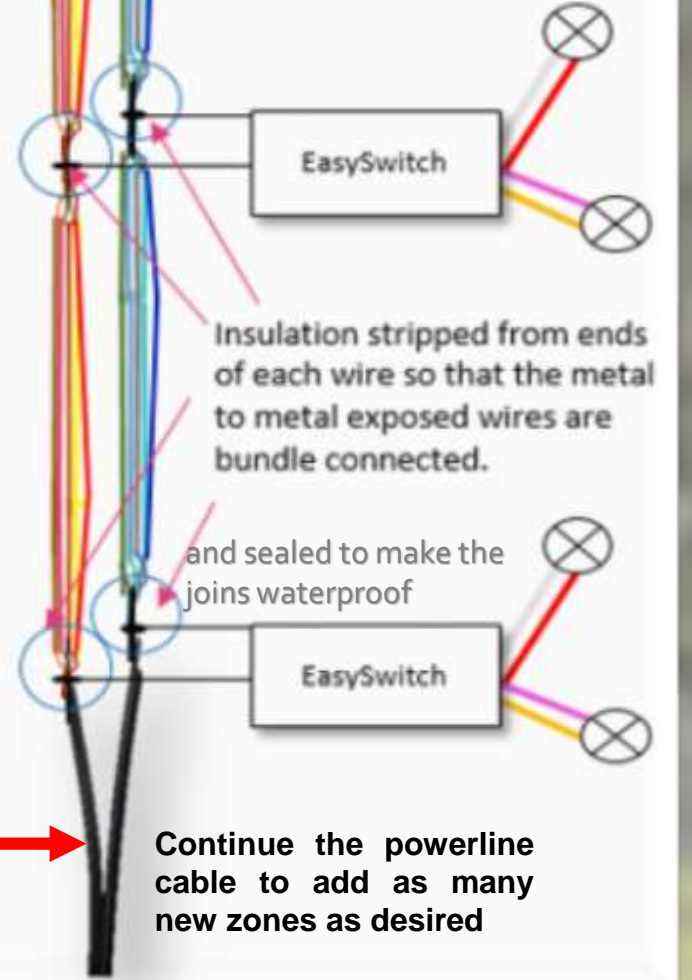 EasySwitch
Insulation stripped from ends
of each wire so that the metal
to metal exposed wires are
bundle connected.
and sealed to make the
joins waterproof
EasySwitch
Continue the powerline
cable to add as many
new zones as desired